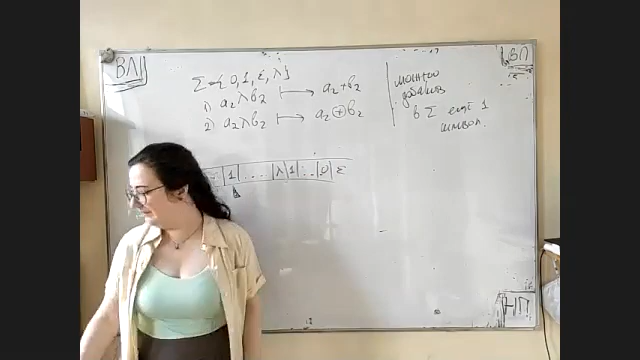 ВЛ
ВП
Σ = {0, 1, ε, λ}
1) a₂λb₂ ⟼ a₂+b₂
2) a₂λb₂ ⟼ a₂⊕b₂
можно
добавить
в Σ ещё 1
символ.
1 | . . . | λ | 1 | . . | 0 | ε
НП